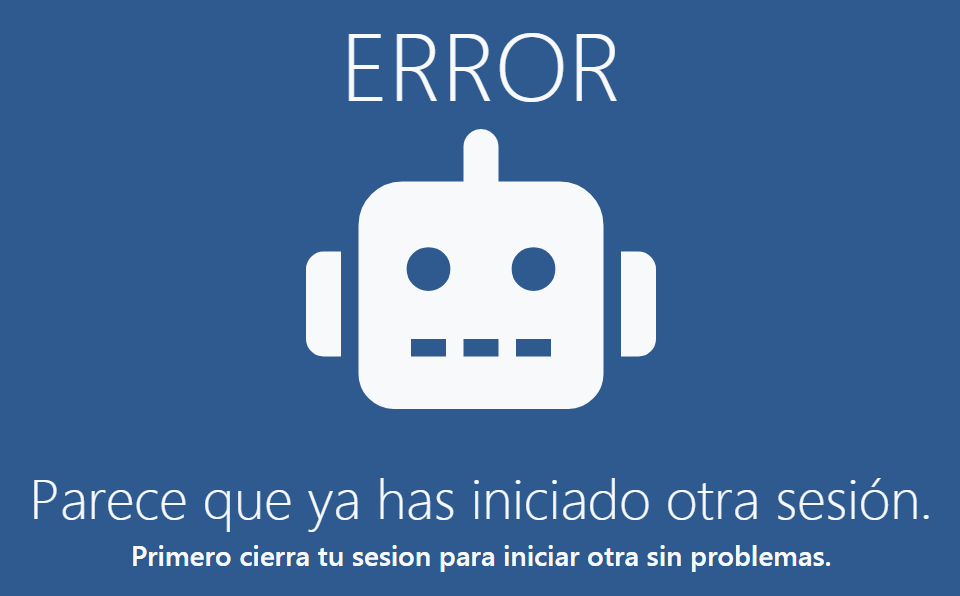 ERROR
Parece que ya has iniciado otra sesión.
Primero cierra tu sesion para iniciar otra sin problemas.